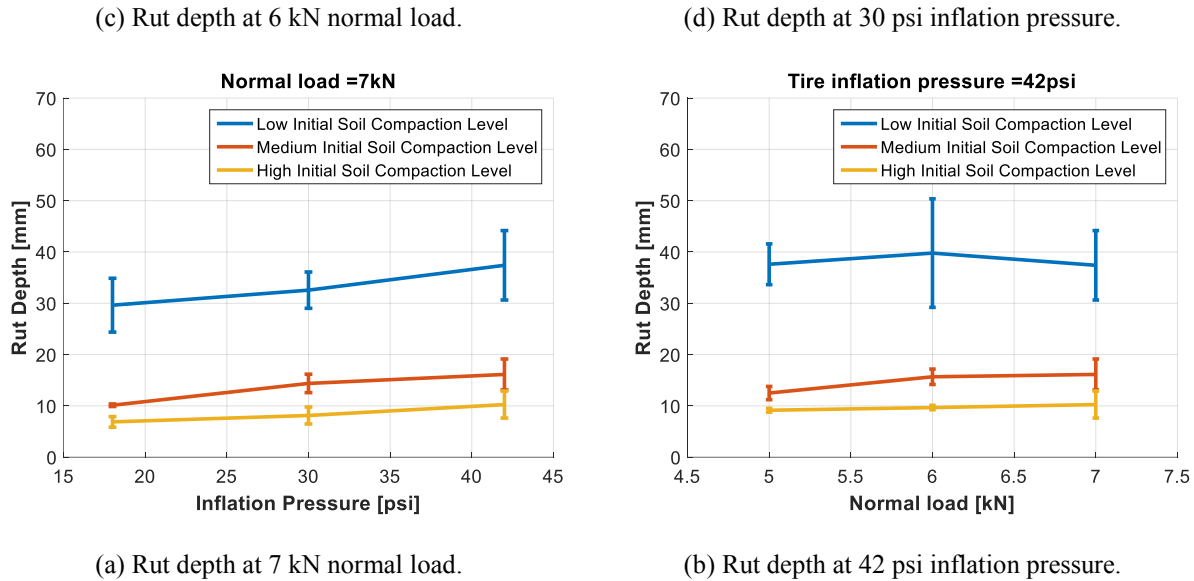 (c) Rut depth at 6 kN normal load.
(d) Rut depth at 30 psi inflation pressure.
Normal load =7kN
70
60
50
40
30
20
10
0
Rut Depth [mm]
Low Initial Soil Compaction Level
Medium Initial Soil Compaction Level
High Initial Soil Compaction Level
15 20 25 30 35 40 45
Inflation Pressure [psi]
(a) Rut depth at 7 kN normal load.
Tire inflation pressure =42psi
70
60
50
40
30
20
10
0
Rut Depth [mm]
Low Initial Soil Compaction Level
Medium Initial Soil Compaction Level
High Initial Soil Compaction Level
4.5 5 5.5 6 6.5 7 7.5
Normal load [kN]
(b) Rut depth at 42 psi inflation pressure.